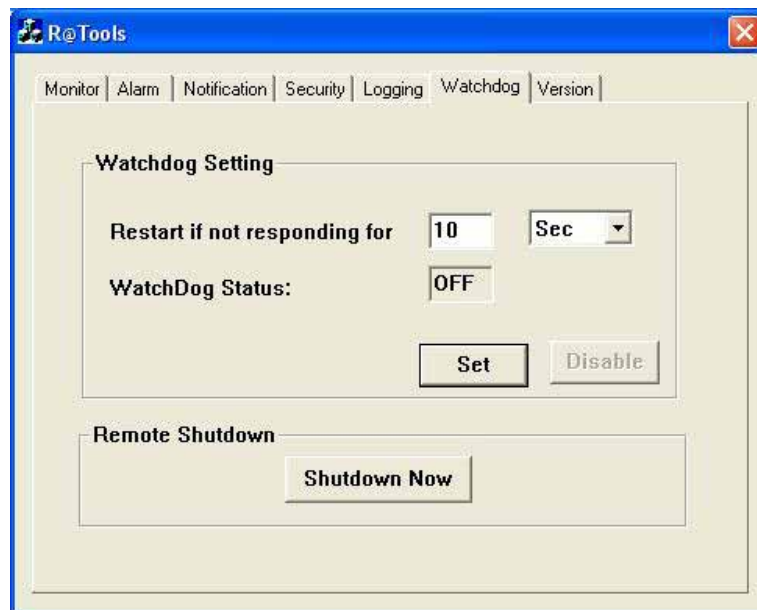 R@Tools
Monitor Alarm Notification Security Logging Watchdog Version
Watchdog Setting
Restart if not responding for 10 Sec
WatchDog Status: OFF
Set Disable
Remote Shutdown
Shutdown Now